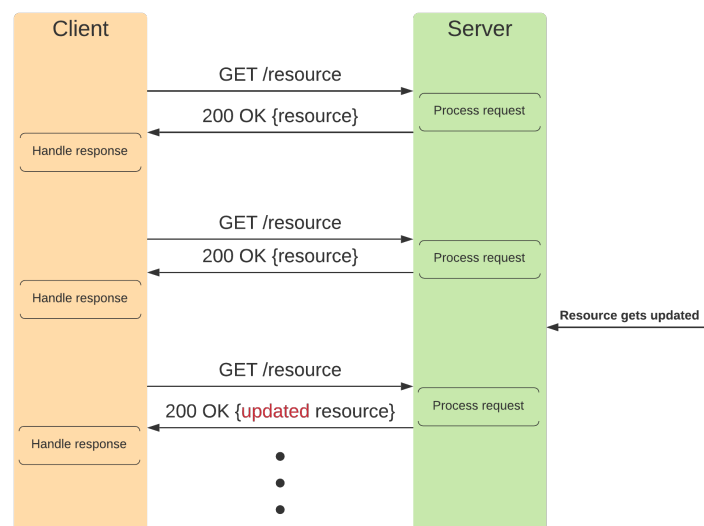 Client
Server
GET /resource
Process request
200 OK {resource}
Handle response
GET /resource
Process request
200 OK {resource}
Handle response
Resource gets updated
GET /resource
Process request
200 OK {updated resource}
Handle response